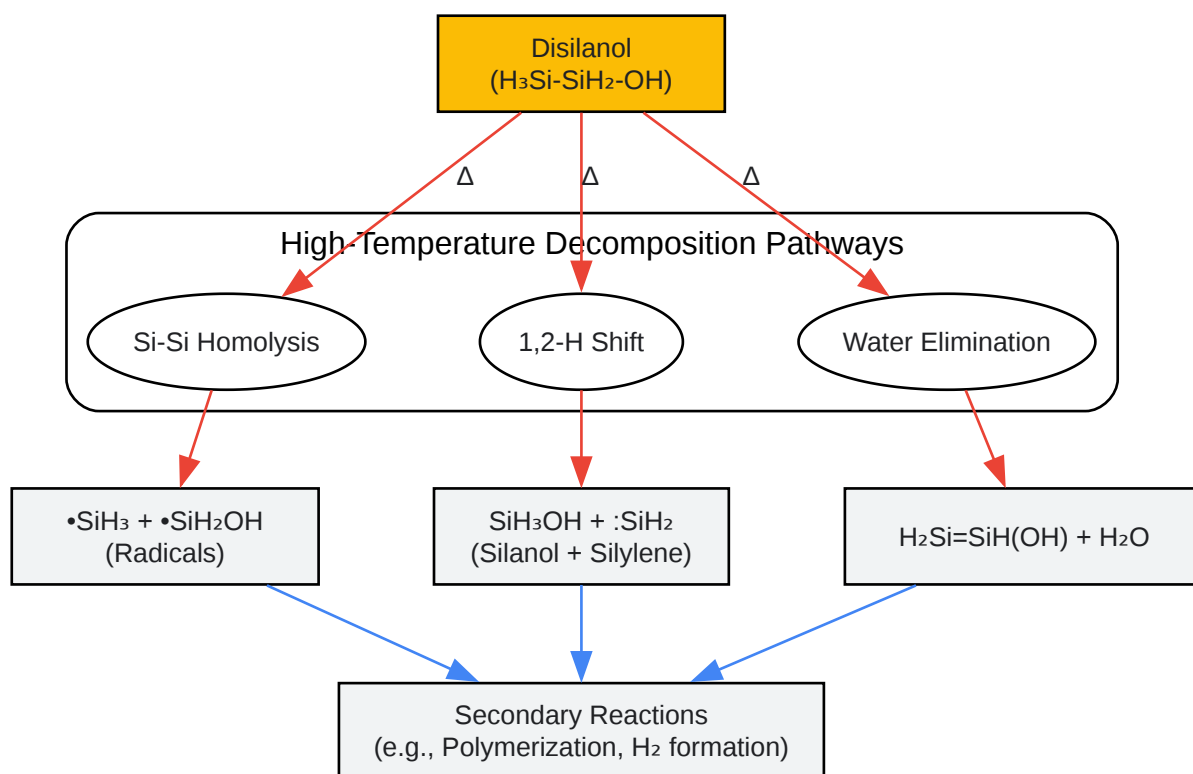 Disilanol
(H₃Si-SiH₂-OH)
Δ
Δ
Δ
High-Temperature Decomposition Pathways
Si-Si Homolysis
1,2-H Shift
Water Elimination
•SiH₃ + •SiH₂OH
(Radicals)
SiH₃OH + :SiH₂
(Silanol + Silylene)
H₂Si=SiH(OH) + H₂O
Secondary Reactions
(e.g., Polymerization, H₂ formation)